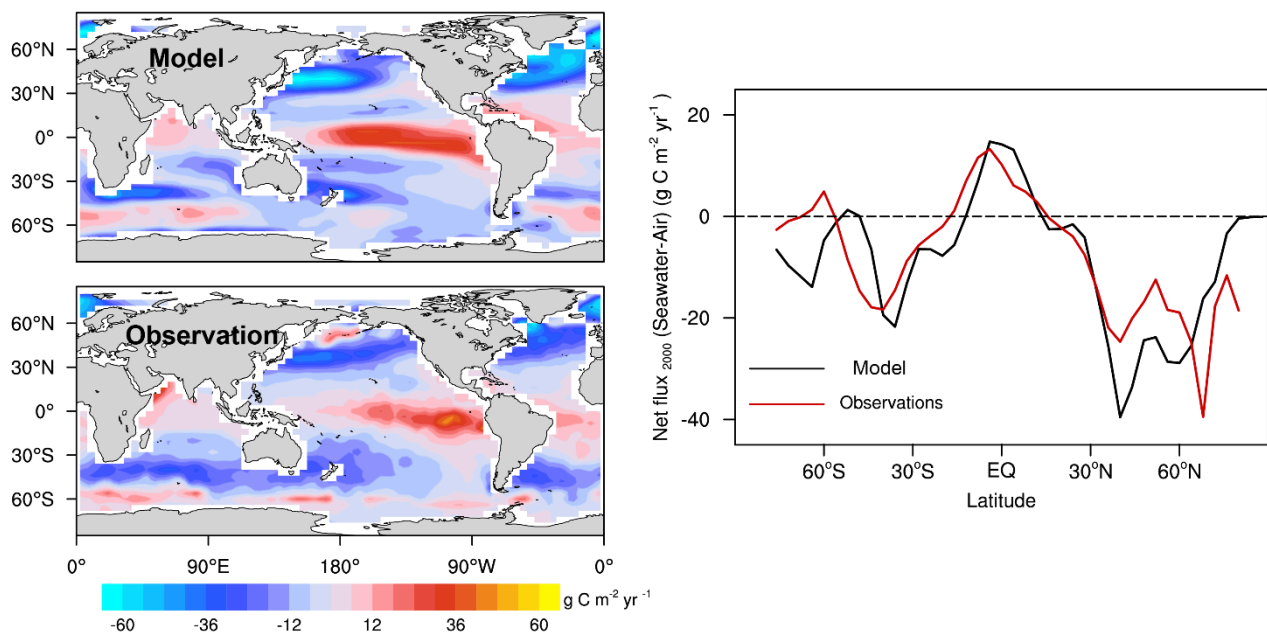 Model
60°N
30°N
0°
30°S
60°S
Observation
60°N
30°N
0°
30°S
60°S
0° 90°E 180° 90°W 0°
g C m-2 yr -1
-60 -36 -12 12 36 60
Net flux 2000 (Seawater-Air) (g C m-2 yr-1)
20
0
-20
-40
Model
Observations
60°S 30°S EQ 30°N 60°N
Latitude